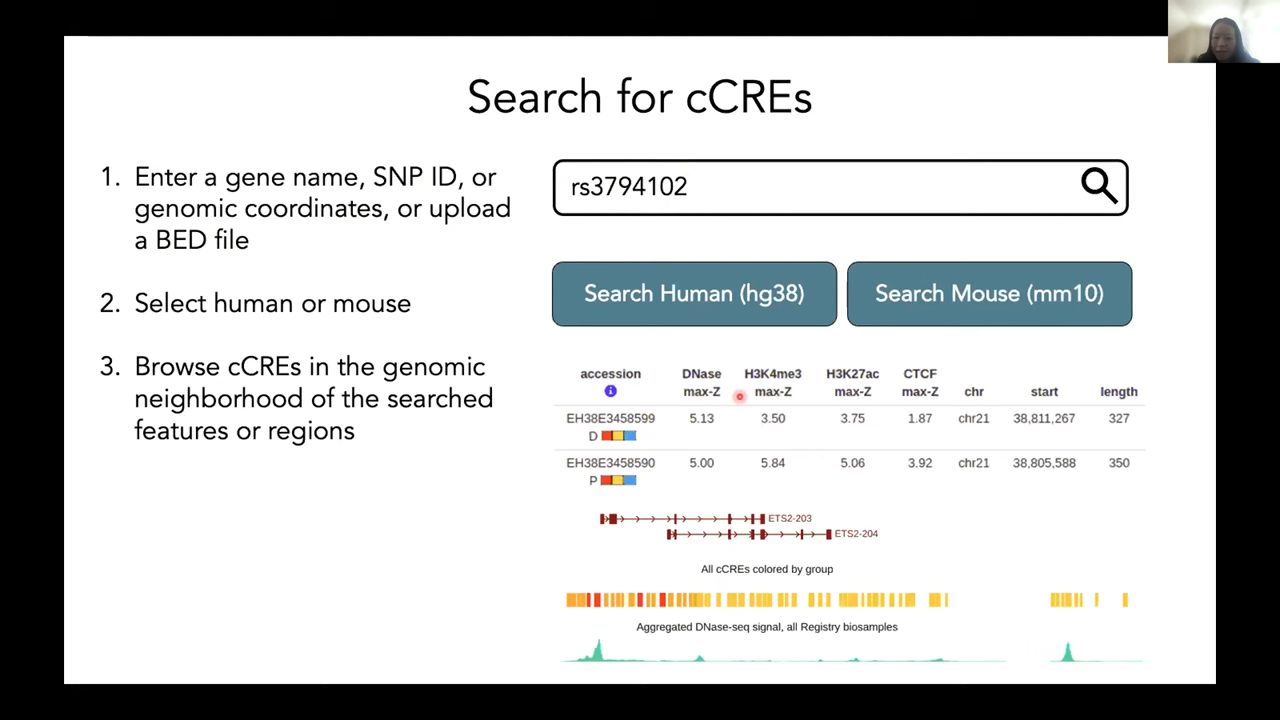 Search for cCREs
1. Enter a gene name, SNP ID, or
genomic coordinates, or upload
a BED file
2. Select human or mouse
3. Browse cCREs in the genomic
neighborhood of the searched
features or regions
rs3794102
Search Human (hg38) Search Mouse (mm10)
accession DNase max-Z H3K4me3 max-Z H3K27ac max-Z CTCF max-Z chr start length
EH38E3458599 5.13 3.50 3.75 1.87 chr21 38,811,267 327
D
EH38E3458590 5.00 5.84 5.06 3.92 chr21 38,805,588 350
P
ETS2-203
ETS2-204
All cCREs colored by group
Aggregated DNase-seq signal, all Registry biosamples